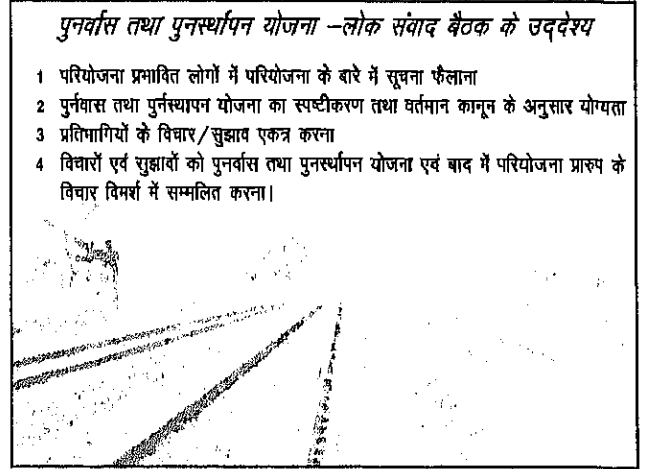 पुनर्वास तथा पुनर्स्थापन योजना –लोक संवाद बैठक के उद्देश्य
1 परियोजना प्रभावित लोगों में परियोजना के बारे में सूचना फैलाना
2 पुर्नवास तथा पुर्नस्थापन योजना का स्पष्टीकरण तथा वर्तमान कानून के अनुसार योग्यता
3 प्रतिभागियों के विचार/सुझाव एकत्र करना
4 विचारों एवं सुझावों को पुनर्वास तथा पुनर्स्थापन योजना एवं बाद में परियोजना प्रारुप के
विचार विमर्श में सम्मलित करना।